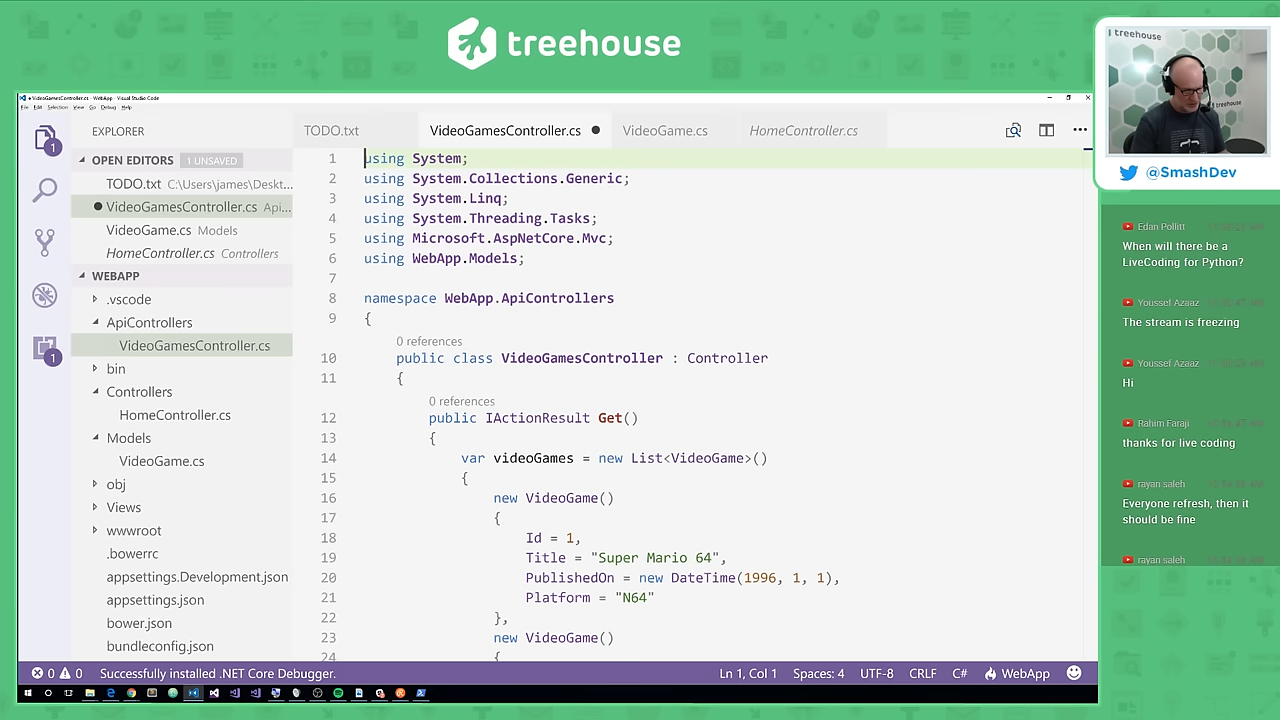 treehouse
VideoGamesController.cs - WebApp - Visual Studio Code
File Edit Selection View Go Debug Help
EXPLORER
OPEN EDITORS 1 UNSAVED
TODO.txt C:\Users\james\Deskt...
VideoGamesController.cs Api...
VideoGame.cs Models
HomeController.cs Controllers
WEBAPP
.vscode
ApiControllers
VideoGamesController.cs
bin
Controllers
HomeController.cs
Models
VideoGame.cs
obj
Views
wwwroot
.bowerrc
appsettings.Development.json
appsettings.json
bower.json
bundleconfig.json
1
1
TODO.txt VideoGamesController.cs VideoGame.cs HomeController.cs
1 using System;
2 using System.Collections.Generic;
3 using System.Linq;
4 using System.Threading.Tasks;
5 using Microsoft.AspNetCore.Mvc;
6 using WebApp.Models;
7
8 namespace WebApp.ApiControllers
9 {
0 references
10 public class VideoGamesController : Controller
11 {
0 references
12 public IActionResult Get()
13 {
14 var videoGames = new List<VideoGame>()
15 {
16 new VideoGame()
17 {
18 Id = 1,
19 Title = "Super Mario 64",
20 PublishedOn = new DateTime(1996, 1, 1),
21 Platform = "N64"
22 },
23 new VideoGame()
24 {
0 0 Successfully installed .NET Core Debugger. Ln 1, Col 1 Spaces: 4 UTF-8 CRLF C# WebApp
treehouse
treehouse
@SmashDev
Edan Pollitt
When will there be a
LiveCoding for Python?
Youssef Azaaz
The stream is freezing
Youssef Azaaz
Hi
Rahim Faraji
thanks for live coding
rayan saleh
Everyone refresh, then it
should be fine
rayan saleh